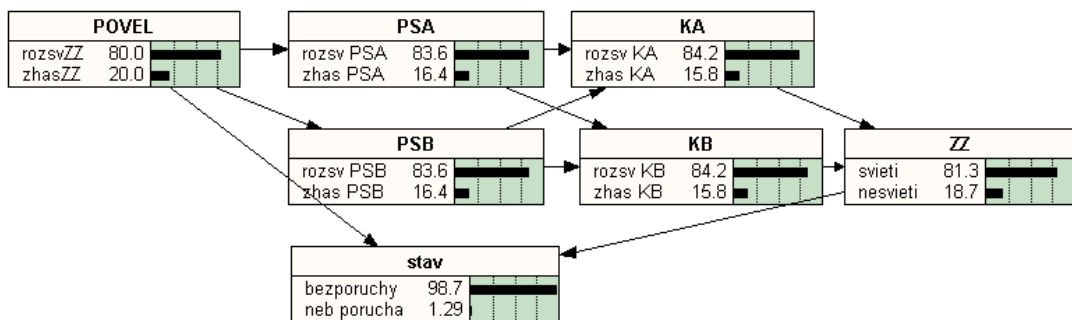 POVEL
rozsvZZ 80.0
zhasZZ 20.0
PSA
rozsv PSA 83.6
zhas PSA 16.4
KA
rozsv KA 84.2
zhas KA 15.8
PSB
rozsv PSB 83.6
zhas PSB 16.4
KB
rozsv KB 84.2
zhas KB 15.8
ZZ
svieti 81.3
nesvieti 18.7
stav
bezporuchy 98.7
neb porucha 1.29